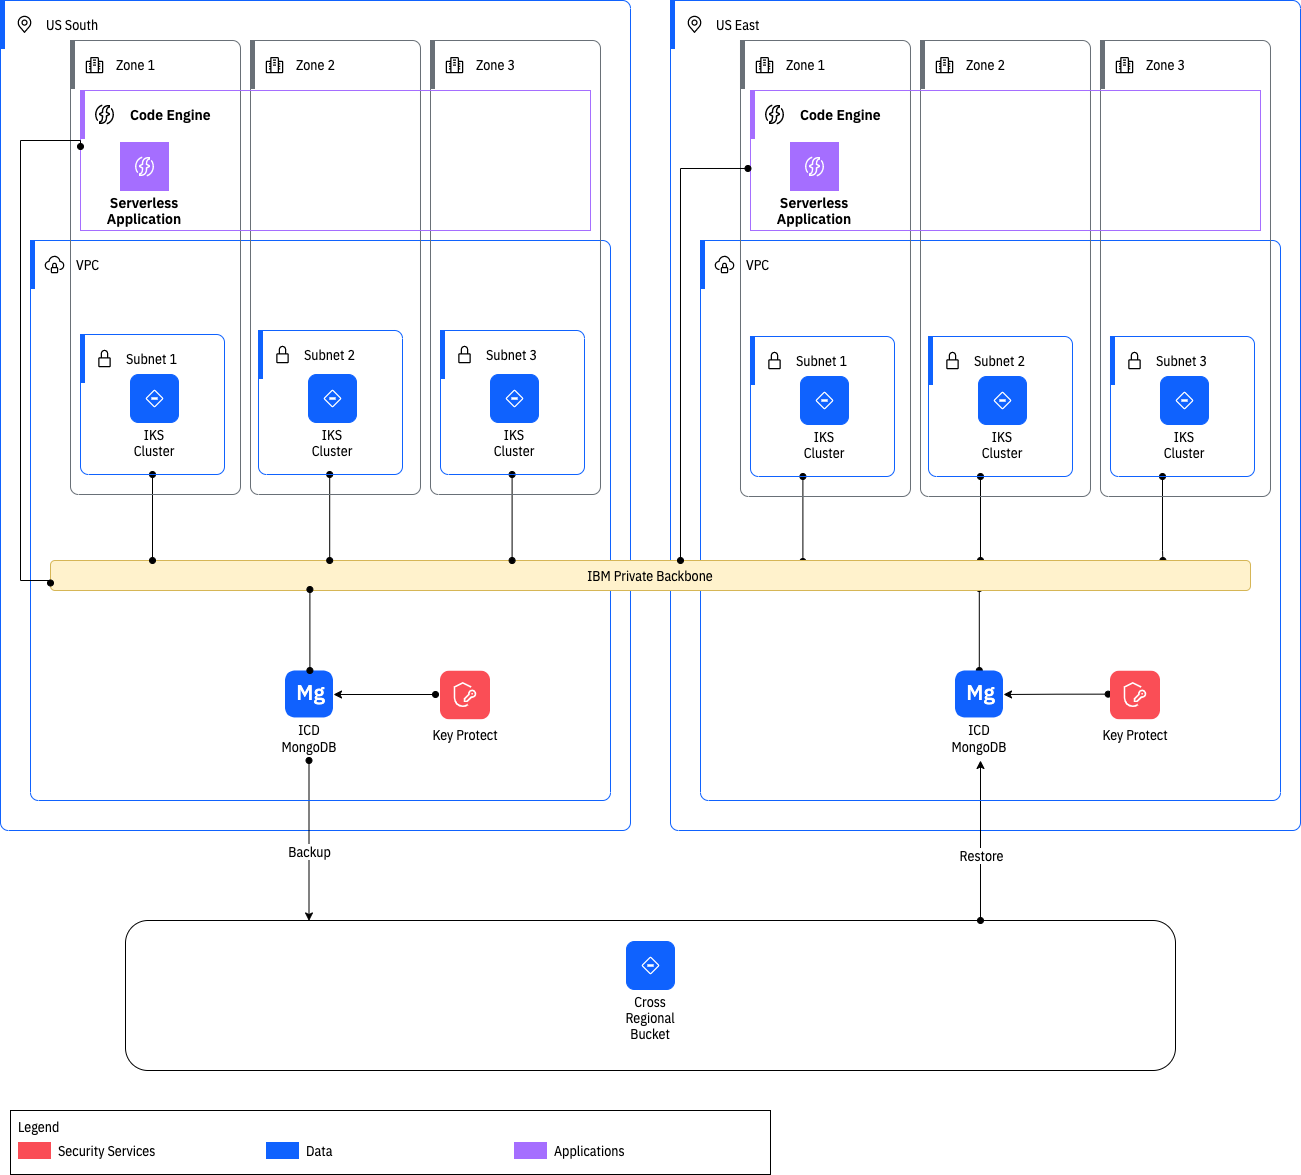 US South
US East
Zone 1
Zone 2
Zone 3
Zone 1
Zone 2
Zone 3
Code Engine
Code Engine
Serverless
Application
Serverless
Application
VPC
VPC
Subnet 1
Subnet 2
Subnet 3
Subnet 1
Subnet 2
Subnet 3
IKS
Cluster
IKS
Cluster
IKS
Cluster
IKS
Cluster
IKS
Cluster
IKS
Cluster
IBM Private Backbone
Mg
Mg
ICD
MongoDB
Key Protect
ICD
MongoDB
Key Protect
Backup
Restore
Cross
Regional
Bucket
Legend
Security Services
Data
Applications